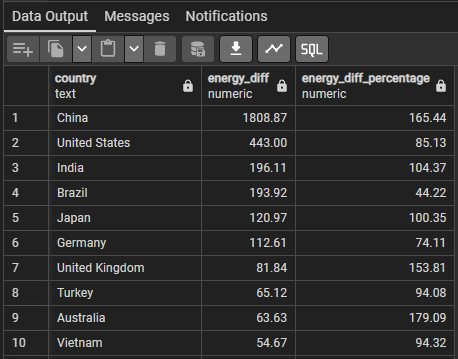 Data Output Messages Notifications
SQL
country energy_diff energy_diff_percentage
text numeric numeric
1 China 1808.87 165.44
2 United States 443.00 85.13
3 India 196.11 104.37
4 Brazil 193.92 44.22
5 Japan 120.97 100.35
6 Germany 112.61 74.11
7 United Kingdom 81.84 153.81
8 Turkey 65.12 94.08
9 Australia 63.63 179.09
10 Vietnam 54.67 94.32